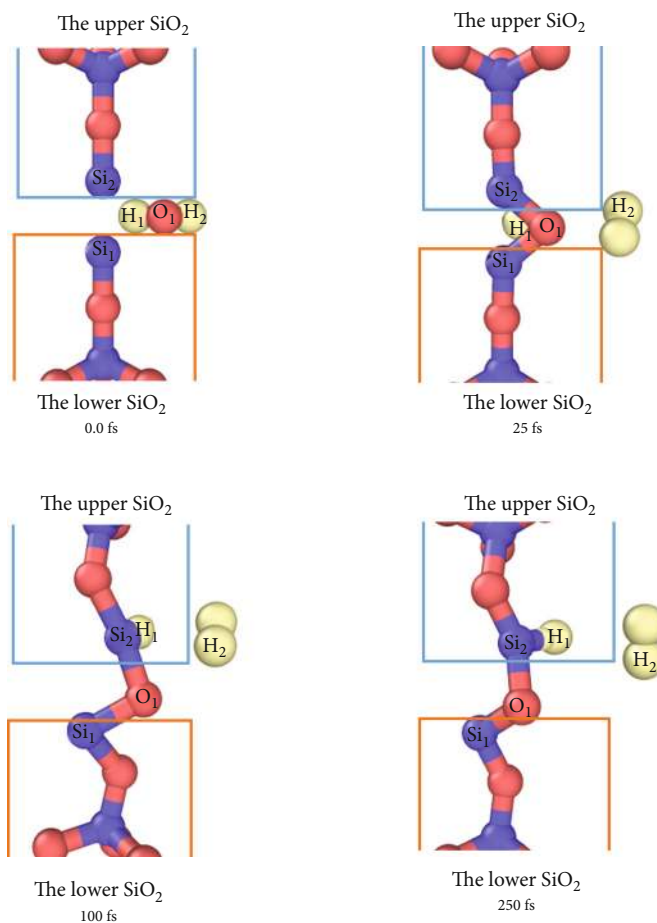 The upper SiO₂
Si₂
H₁ O₁ H₂
Si₁
The lower SiO₂
0.0 fs
The upper SiO₂
Si₂
H₂
H₁ O₁
Si₁
The lower SiO₂
25 fs
The upper SiO₂
Si₂ H₁
H₂
O₁
Si₁
The lower SiO₂
100 fs
The upper SiO₂
Si₂ H₁
H₂
O₁
Si₁
The lower SiO₂
250 fs